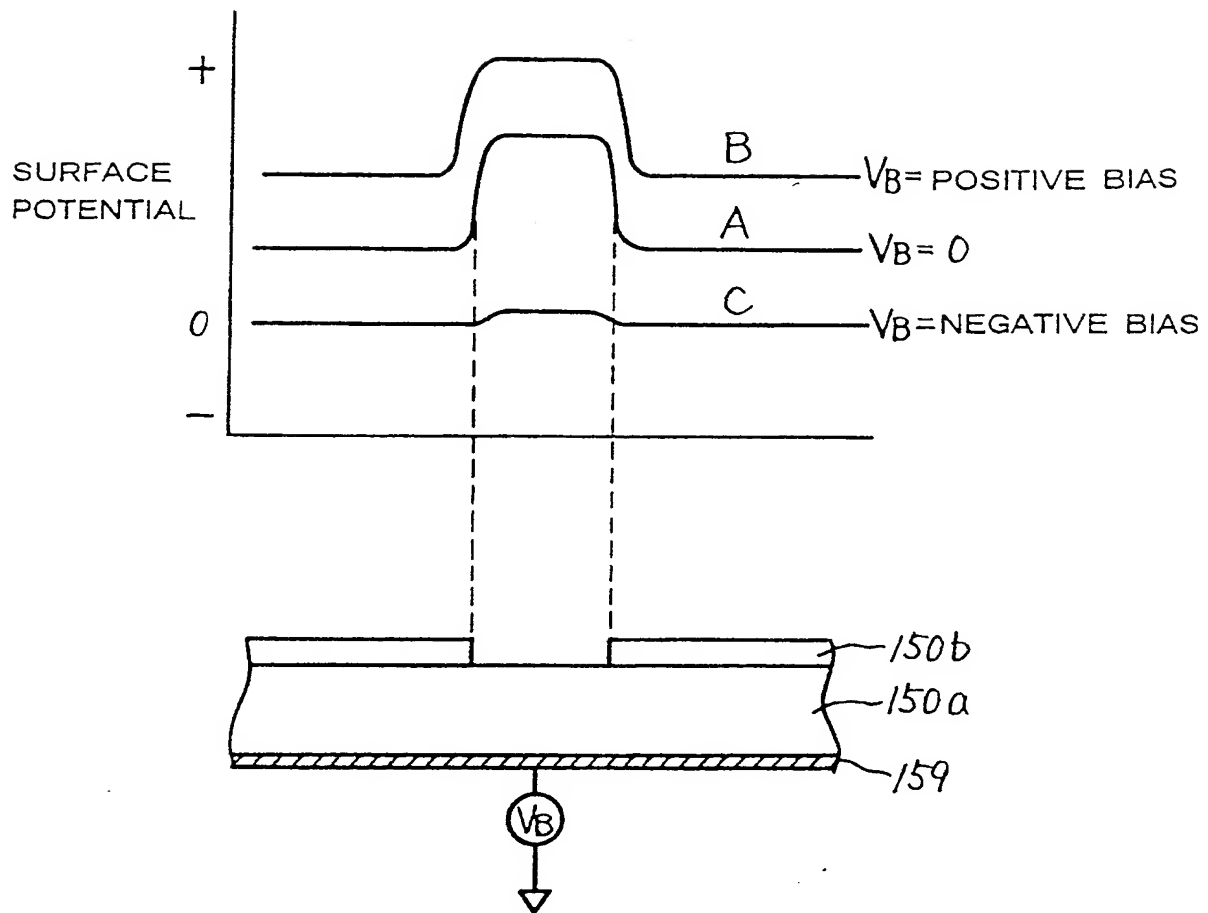 +
SURFACE
POTENTIAL
0
−
B
A
C
VB= POSITIVE BIAS
VB= 0
VB= NEGATIVE BIAS
150b
150a
159
VB